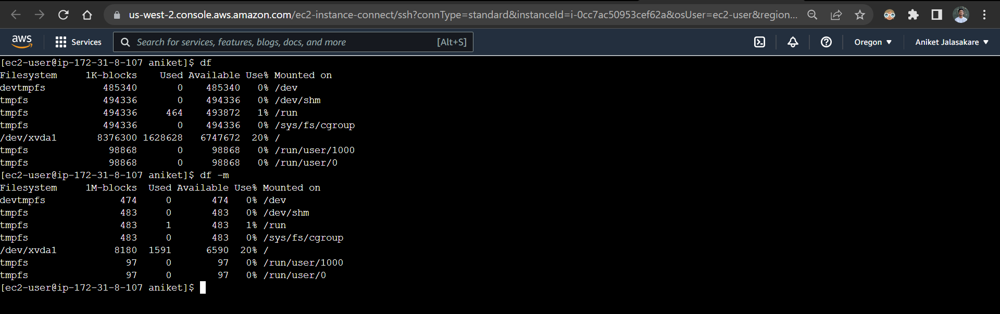 us-west-2.console.aws.amazon.com/ec2-instance-connect/ssh?connType=standard&instanceId=i-0cc7ac50953cef62a&osUser=ec2-user&region...
aws Services Search for services, features, blogs, docs, and more [Alt+S] Oregon Aniket Jalasakare
[ec2-user@ip-172-31-8-107 aniket]$ df
Filesystem     1K-blocks    Used Available Use% Mounted on
devtmpfs          485340       0    485340   0% /dev
tmpfs             494336       0    494336   0% /dev/shm
tmpfs             494336     464    493872   1% /run
tmpfs             494336       0    494336   0% /sys/fs/cgroup
/dev/xvda1       8376300 1628628   6747672  20% /
tmpfs              98868       0     98868   0% /run/user/1000
tmpfs              98868       0     98868   0% /run/user/0
[ec2-user@ip-172-31-8-107 aniket]$ df -m
Filesystem     1M-blocks  Used Available Use% Mounted on
devtmpfs             474     0       474   0% /dev
tmpfs                483     0       483   0% /dev/shm
tmpfs                483     1       483   1% /run
tmpfs                483     0       483   0% /sys/fs/cgroup
/dev/xvda1          8180  1591      6590  20% /
tmpfs                 97     0        97   0% /run/user/1000
tmpfs                 97     0        97   0% /run/user/0
[ec2-user@ip-172-31-8-107 aniket]$